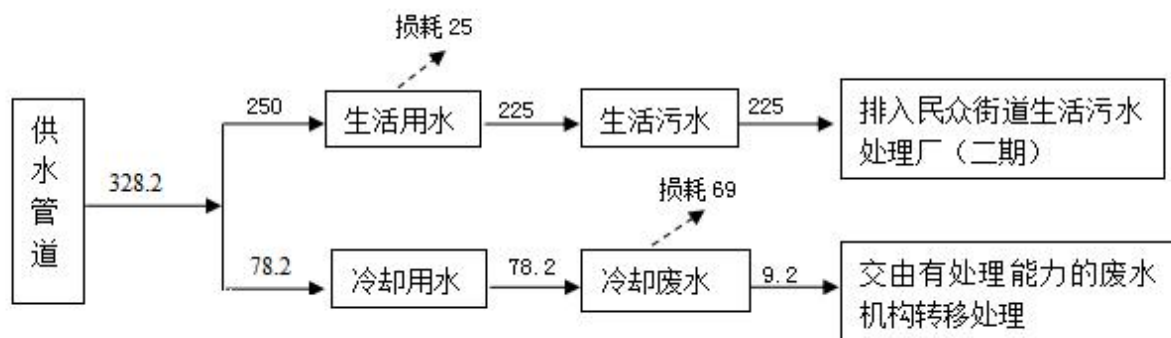 供水管道
328.2
250
生活用水
损耗 25
225
生活污水
225
排入民众街道生活污水
处理厂（二期）
78.2
冷却用水
78.2
冷却废水
损耗 69
9.2
交由有处理能力的废水
机构转移处理